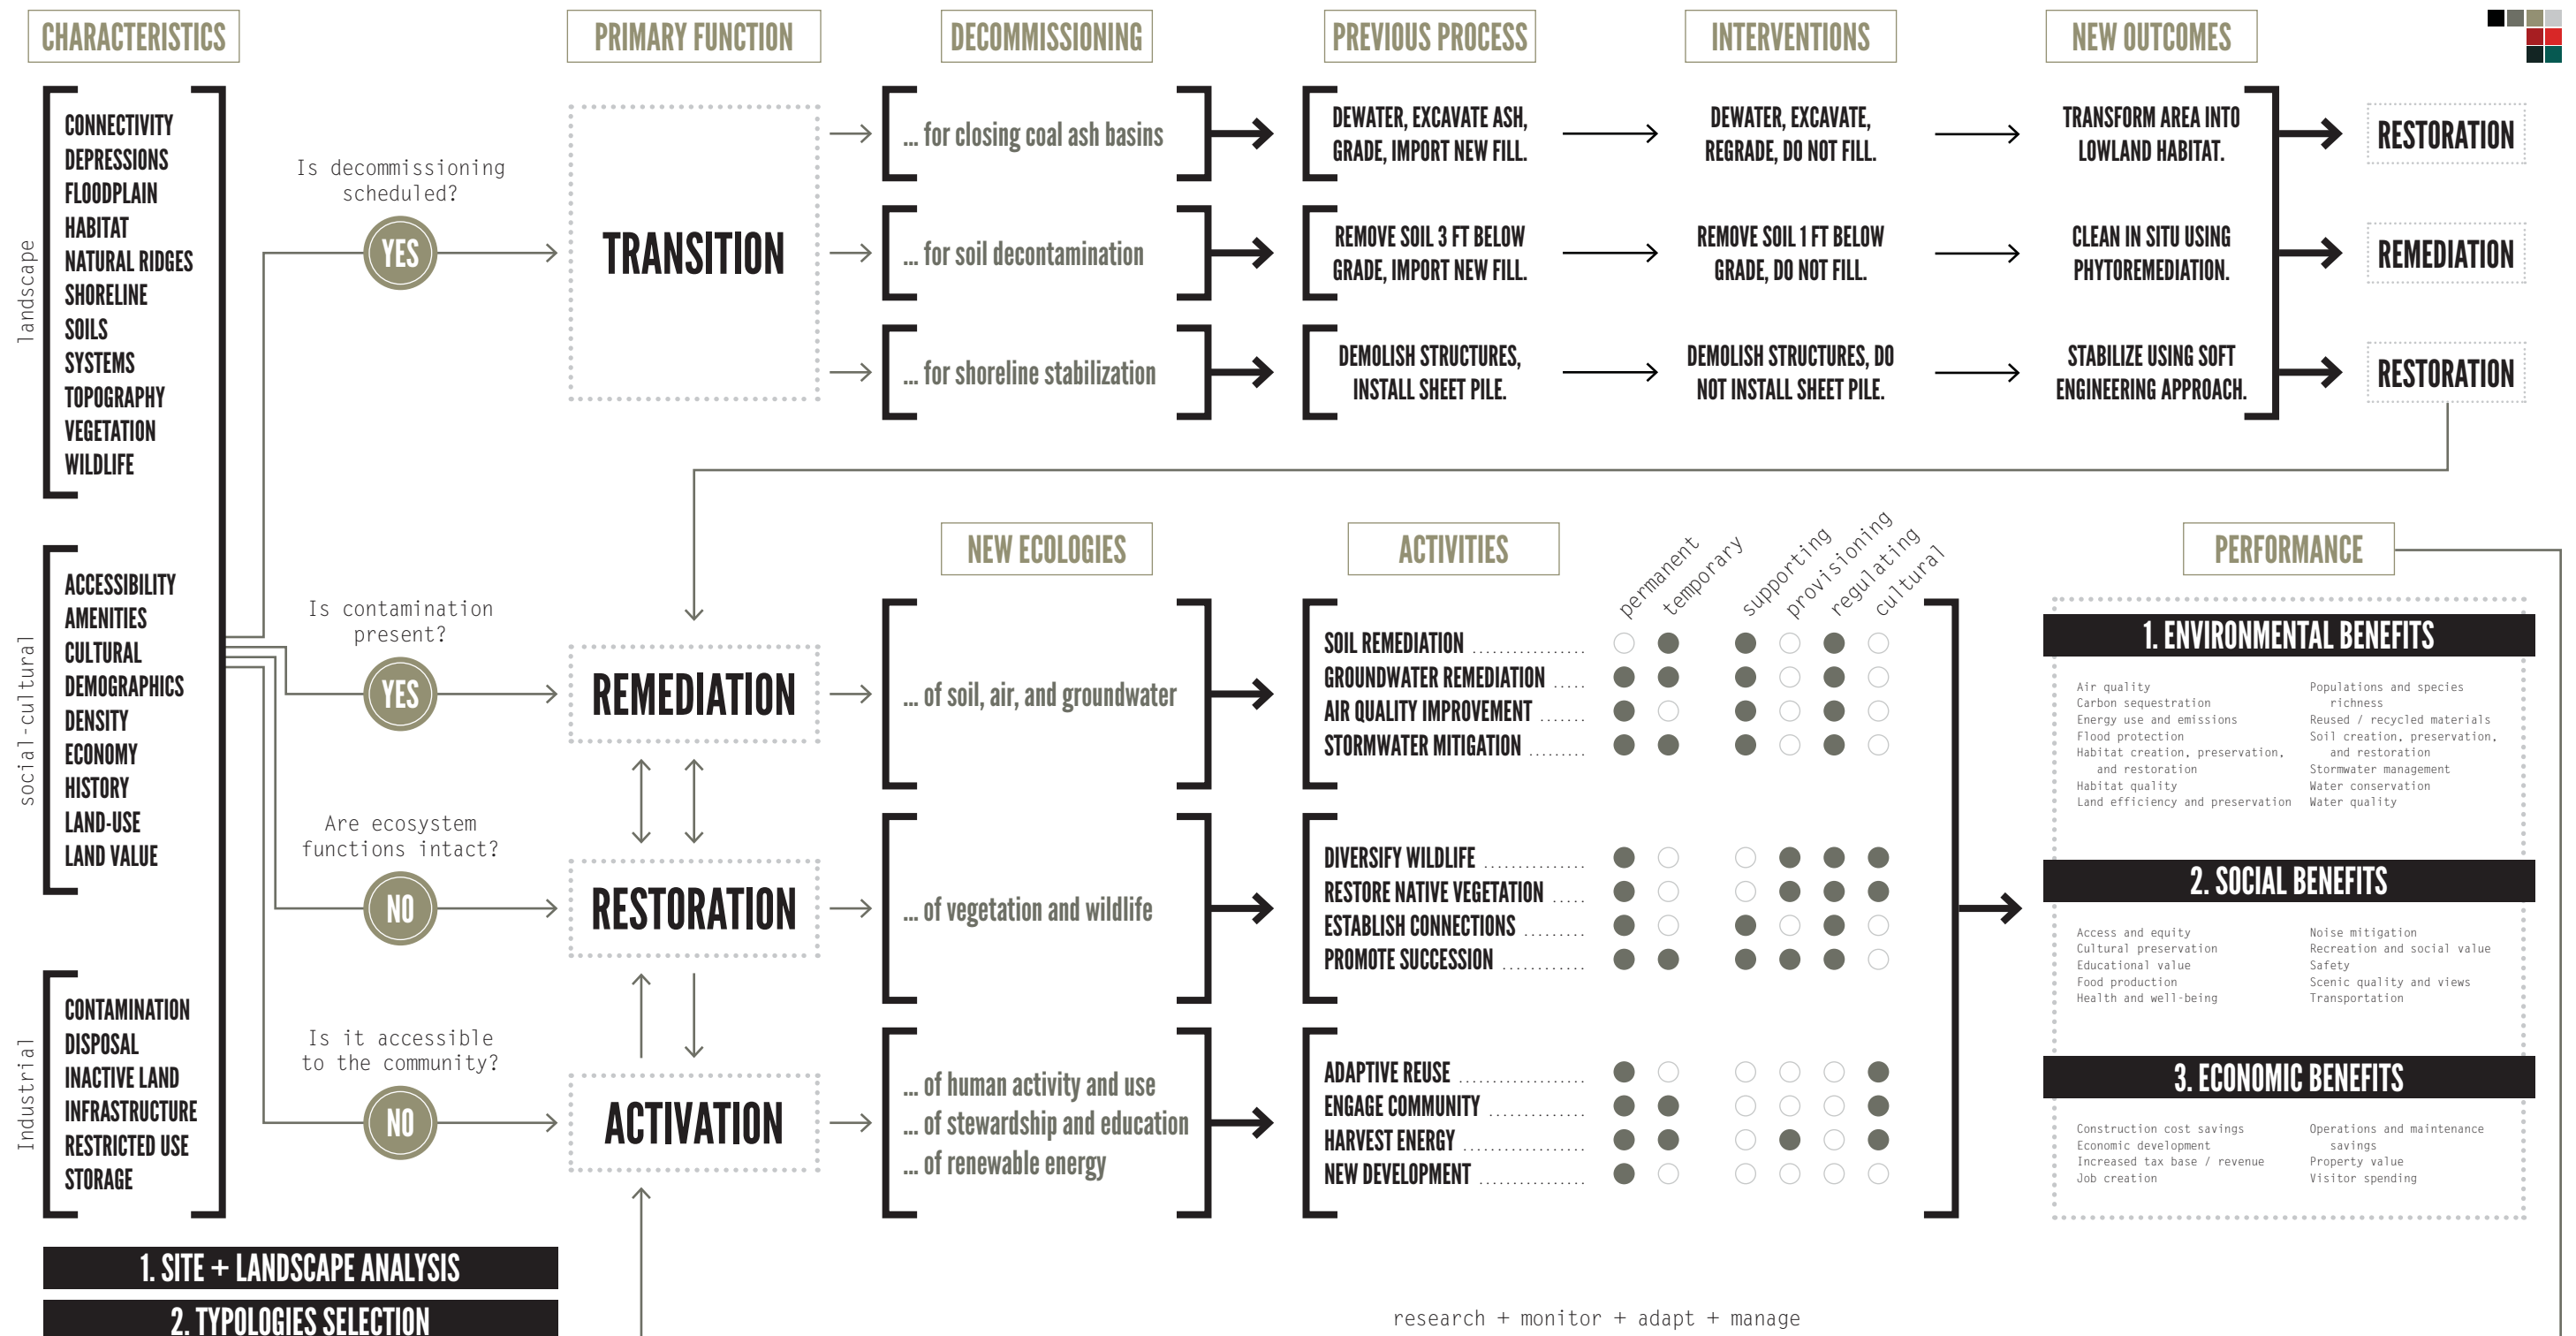 CHARACTERISTICS
PRIMARY FUNCTION
DECOMMISSIONING
PREVIOUS PROCESS
INTERVENTIONS
NEW OUTCOMES
landscape
CONNECTIVITY
DEPRESSIONS
FLOODPLAIN
HABITAT
NATURAL RIDGES
SHORELINE
SOILS
SYSTEMS
TOPOGRAPHY
VEGETATION
WILDLIFE
social-cultural
ACCESSIBILITY
AMENITIES
CULTURAL
DEMOGRAPHICS
DENSITY
ECONOMY
HISTORY
LAND-USE
LAND VALUE
Industrial
CONTAMINATION
DISPOSAL
INACTIVE LAND
INFRASTRUCTURE
RESTRICTED USE
STORAGE
Is decommissioning
scheduled?
YES
TRANSITION
... for closing coal ash basins
DEWATER, EXCAVATE ASH,
GRADE, IMPORT NEW FILL.
DEWATER, EXCAVATE,
REGRADE, DO NOT FILL.
TRANSFORM AREA INTO
LOWLAND HABITAT.
RESTORATION
... for soil decontamination
REMOVE SOIL 3 FT BELOW
GRADE, IMPORT NEW FILL.
REMOVE SOIL 1 FT BELOW
GRADE, DO NOT FILL.
CLEAN IN SITU USING
PHYTOREMEDIATION.
REMEDIATION
... for shoreline stabilization
DEMOLISH STRUCTURES,
INSTALL SHEET PILE.
DEMOLISH STRUCTURES, DO
NOT INSTALL SHEET PILE.
STABILIZE USING SOFT
ENGINEERING APPROACH.
RESTORATION
NEW ECOLOGIES
ACTIVITIES
permanent
temporary
supporting
provisioning
regulating
cultural
PERFORMANCE
Is contamination
present?
YES
REMEDIATION
... of soil, air, and groundwater
SOIL REMEDIATION .................
GROUNDWATER REMEDIATION .....
AIR QUALITY IMPROVEMENT .......
STORMWATER MITIGATION .........
Are ecosystem
functions intact?
NO
RESTORATION
... of vegetation and wildlife
DIVERSIFY WILDLIFE ...............
RESTORE NATIVE VEGETATION .....
ESTABLISH CONNECTIONS .........
PROMOTE SUCCESSION ............
Is it accessible
to the community?
NO
ACTIVATION
... of human activity and use
... of stewardship and education
... of renewable energy
ADAPTIVE REUSE ...................
ENGAGE COMMUNITY ..............
HARVEST ENERGY ..................
NEW DEVELOPMENT ................
1. ENVIRONMENTAL BENEFITS
Air quality
Carbon sequestration
Energy use and emissions
Flood protection
Habitat creation, preservation,
and restoration
Habitat quality
Land efficiency and preservation
Populations and species
richness
Reused / recycled materials
Soil creation, preservation,
and restoration
Stormwater management
Water conservation
Water quality
2. SOCIAL BENEFITS
Access and equity
Cultural preservation
Educational value
Food production
Health and well-being
Noise mitigation
Recreation and social value
Safety
Scenic quality and views
Transportation
3. ECONOMIC BENEFITS
Construction cost savings
Economic development
Increased tax base / revenue
Job creation
Operations and maintenance
savings
Property value
Visitor spending
1. SITE + LANDSCAPE ANALYSIS
2. TYPOLOGIES SELECTION
research + monitor + adapt + manage